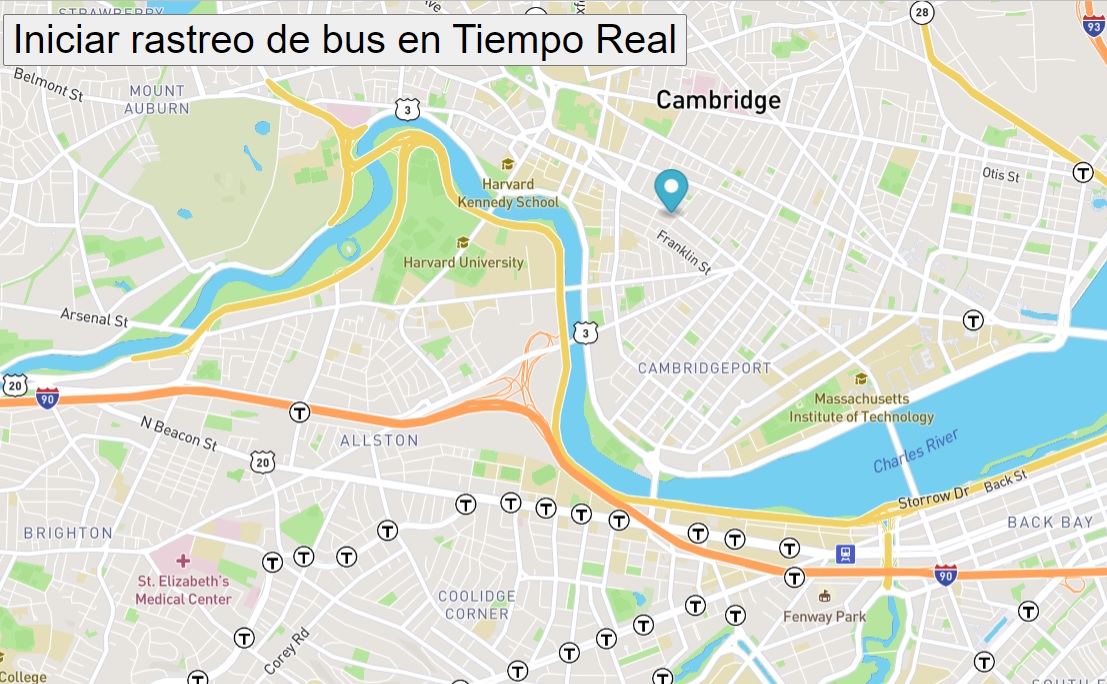 STRAWBERRY
Iniciar rastreo de bus en Tiempo Real
28
93
Belmont St
MOUNT
AUBURN
3
Cambridge
Otis St
T
Harvard
Kennedy School
Franklin St
Harvard University
Arsenal St
T
3
CAMBRIDGEPORT
20
90
Massachusetts
Institute of Technology
T
N Beacon St
ALLSTON
Charles River
20
Storrow Dr
Back St
T
T
T
T
T
BRIGHTON
T
T
T
BACK BAY
T
T
T
T
St. Elizabeth's
Medical Center
90
T
COOLIDGE
CORNER
Fenway Park
T
T
T
T
T
T
Corey Rd
T
T
T
College
T
T